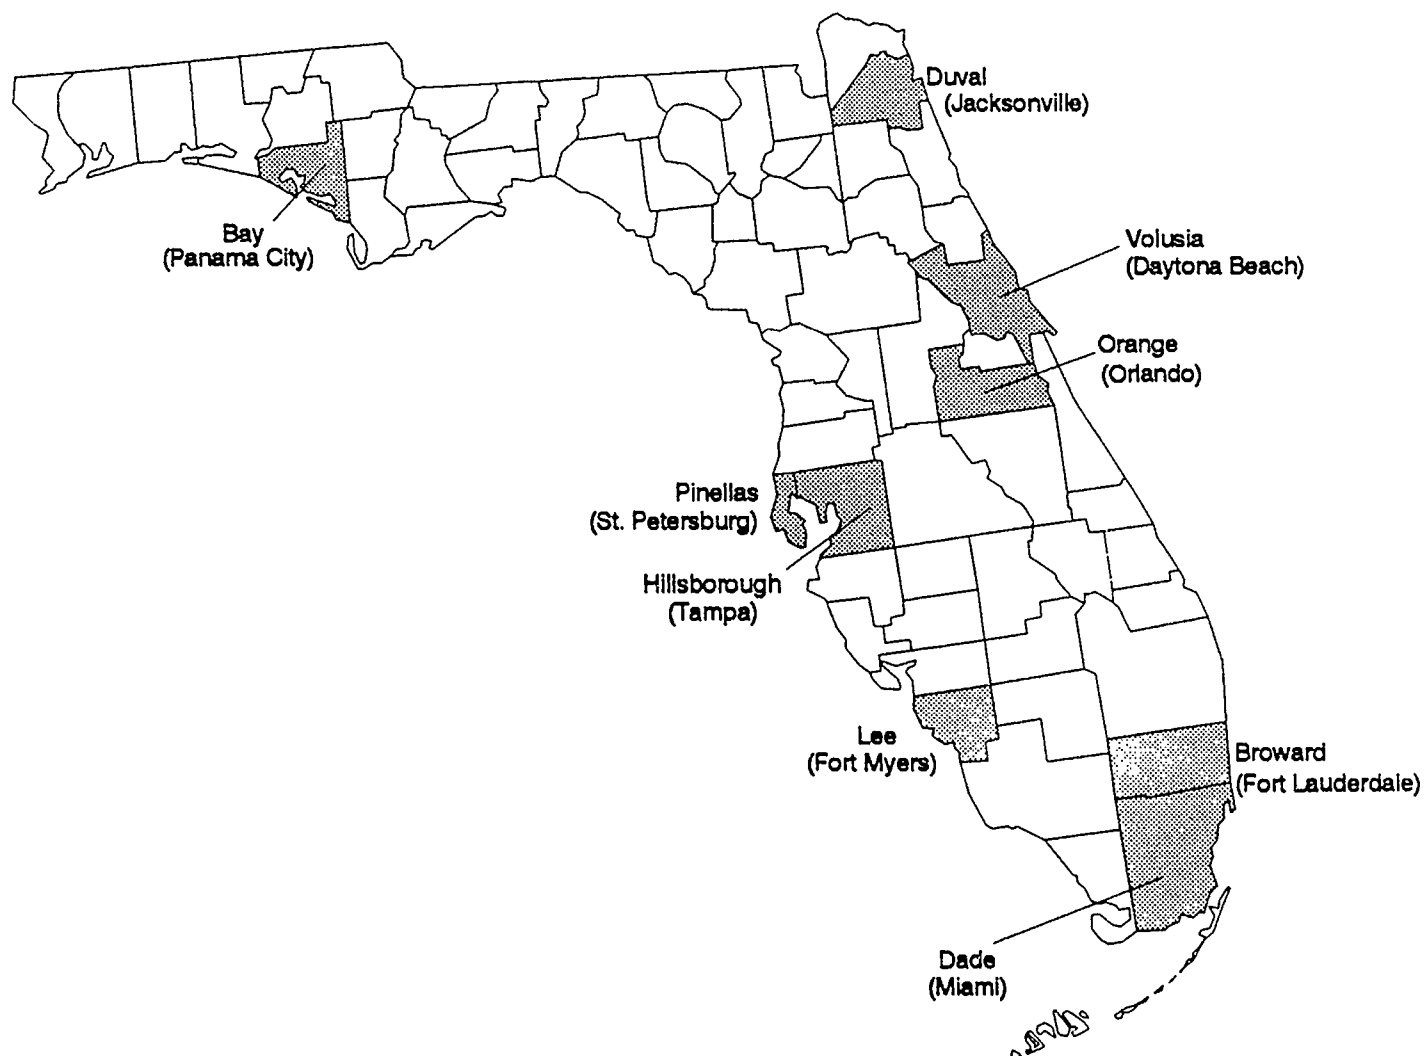 Duval
(Jacksonville)
Bay
(Panama City)
Volusia
(Daytona Beach)
Orange
(Orlando)
Pinellas
(St. Petersburg)
Hillsborough
(Tampa)
Lee
(Fort Myers)
Broward
(Fort Lauderdale)
Dade
(Miami)